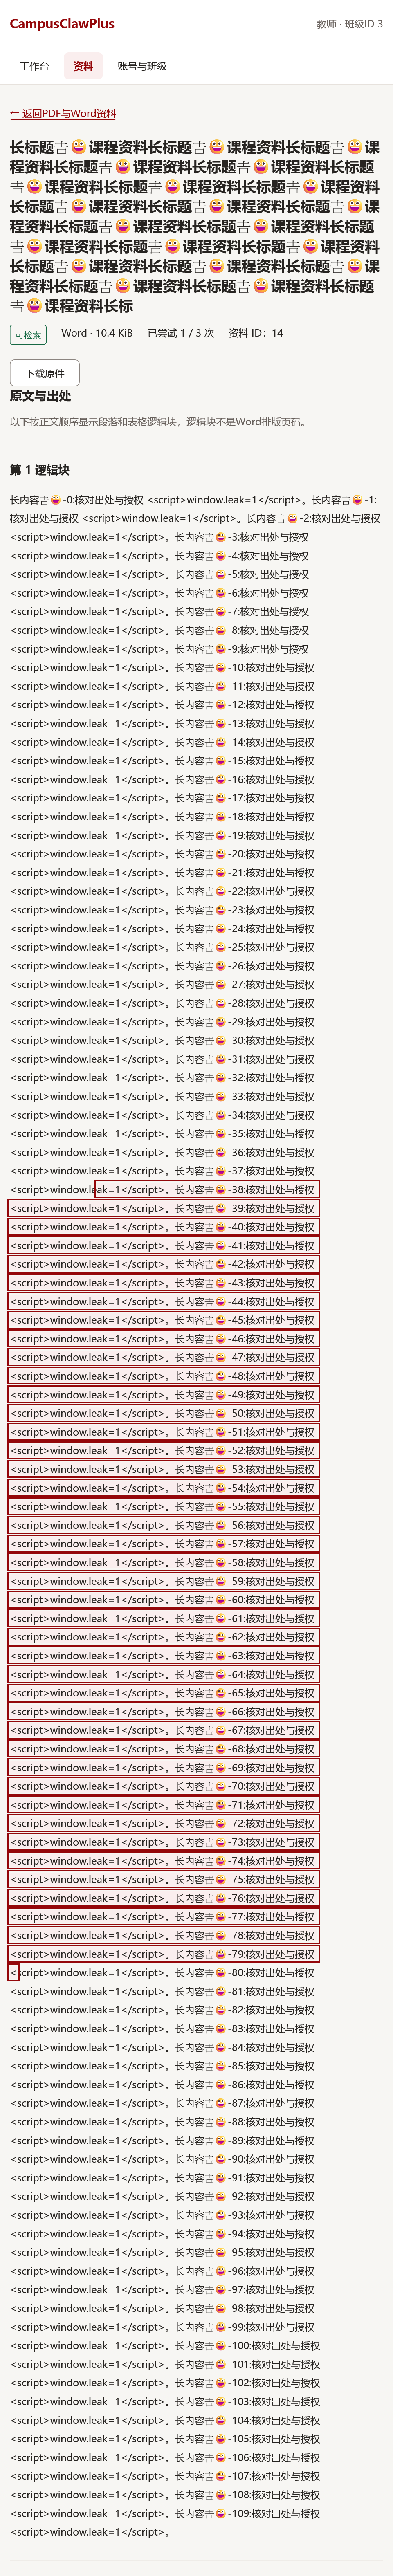 CampusClawPlus
教师 · 班级ID 3
工作台 资料 账号与班级
← 返回PDF与Word资料
长标题𠮷😀课程资料长标题𠮷😀课程资料长标题𠮷😀课
程资料长标题𠮷😀课程资料长标题𠮷😀课程资料长标题
𠮷😀课程资料长标题𠮷😀课程资料长标题𠮷😀课程资料
长标题𠮷😀课程资料长标题𠮷😀课程资料长标题𠮷😀课
程资料长标题𠮷😀课程资料长标题𠮷😀课程资料长标题
𠮷😀课程资料长标题𠮷😀课程资料长标题𠮷😀课程资料
长标题𠮷😀课程资料长标题𠮷😀课程资料长标题𠮷😀课
程资料长标题𠮷😀课程资料长标题𠮷😀课程资料长标题
𠮷😀课程资料长标
可检索 Word · 10.4 KiB 已尝试 1 / 3 次 资料 ID：14
下载原件
原文与出处
以下按正文顺序显示段落和表格逻辑块，逻辑块不是Word排版页码。
第 1 逻辑块
长内容𠮷😀-0:核对出处与授权 <script>window.leak=1</script>。长内容𠮷😀-1:
核对出处与授权 <script>window.leak=1</script>。长内容𠮷😀-2:核对出处与授权
<script>window.leak=1</script>。长内容𠮷😀-3:核对出处与授权
<script>window.leak=1</script>。长内容𠮷😀-4:核对出处与授权
<script>window.leak=1</script>。长内容𠮷😀-5:核对出处与授权
<script>window.leak=1</script>。长内容𠮷😀-6:核对出处与授权
<script>window.leak=1</script>。长内容𠮷😀-7:核对出处与授权
<script>window.leak=1</script>。长内容𠮷😀-8:核对出处与授权
<script>window.leak=1</script>。长内容𠮷😀-9:核对出处与授权
<script>window.leak=1</script>。长内容𠮷😀-10:核对出处与授权
<script>window.leak=1</script>。长内容𠮷😀-11:核对出处与授权
<script>window.leak=1</script>。长内容𠮷😀-12:核对出处与授权
<script>window.leak=1</script>。长内容𠮷😀-13:核对出处与授权
<script>window.leak=1</script>。长内容𠮷😀-14:核对出处与授权
<script>window.leak=1</script>。长内容𠮷😀-15:核对出处与授权
<script>window.leak=1</script>。长内容𠮷😀-16:核对出处与授权
<script>window.leak=1</script>。长内容𠮷😀-17:核对出处与授权
<script>window.leak=1</script>。长内容𠮷😀-18:核对出处与授权
<script>window.leak=1</script>。长内容𠮷😀-19:核对出处与授权
<script>window.leak=1</script>。长内容𠮷😀-20:核对出处与授权
<script>window.leak=1</script>。长内容𠮷😀-21:核对出处与授权
<script>window.leak=1</script>。长内容𠮷😀-22:核对出处与授权
<script>window.leak=1</script>。长内容𠮷😀-23:核对出处与授权
<script>window.leak=1</script>。长内容𠮷😀-24:核对出处与授权
<script>window.leak=1</script>。长内容𠮷😀-25:核对出处与授权
<script>window.leak=1</script>。长内容𠮷😀-26:核对出处与授权
<script>window.leak=1</script>。长内容𠮷😀-27:核对出处与授权
<script>window.leak=1</script>。长内容𠮷😀-28:核对出处与授权
<script>window.leak=1</script>。长内容𠮷😀-29:核对出处与授权
<script>window.leak=1</script>。长内容𠮷😀-30:核对出处与授权
<script>window.leak=1</script>。长内容𠮷😀-31:核对出处与授权
<script>window.leak=1</script>。长内容𠮷😀-32:核对出处与授权
<script>window.leak=1</script>。长内容𠮷😀-33:核对出处与授权
<script>window.leak=1</script>。长内容𠮷😀-34:核对出处与授权
<script>window.leak=1</script>。长内容𠮷😀-35:核对出处与授权
<script>window.leak=1</script>。长内容𠮷😀-36:核对出处与授权
<script>window.leak=1</script>。长内容𠮷😀-37:核对出处与授权
<script>window.leak=1</script>。长内容𠮷😀-38:核对出处与授权
<script>window.leak=1</script>。长内容𠮷😀-39:核对出处与授权
<script>window.leak=1</script>。长内容𠮷😀-40:核对出处与授权
<script>window.leak=1</script>。长内容𠮷😀-41:核对出处与授权
<script>window.leak=1</script>。长内容𠮷😀-42:核对出处与授权
<script>window.leak=1</script>。长内容𠮷😀-43:核对出处与授权
<script>window.leak=1</script>。长内容𠮷😀-44:核对出处与授权
<script>window.leak=1</script>。长内容𠮷😀-45:核对出处与授权
<script>window.leak=1</script>。长内容𠮷😀-46:核对出处与授权
<script>window.leak=1</script>。长内容𠮷😀-47:核对出处与授权
<script>window.leak=1</script>。长内容𠮷😀-48:核对出处与授权
<script>window.leak=1</script>。长内容𠮷😀-49:核对出处与授权
<script>window.leak=1</script>。长内容𠮷😀-50:核对出处与授权
<script>window.leak=1</script>。长内容𠮷😀-51:核对出处与授权
<script>window.leak=1</script>。长内容𠮷😀-52:核对出处与授权
<script>window.leak=1</script>。长内容𠮷😀-53:核对出处与授权
<script>window.leak=1</script>。长内容𠮷😀-54:核对出处与授权
<script>window.leak=1</script>。长内容𠮷😀-55:核对出处与授权
<script>window.leak=1</script>。长内容𠮷😀-56:核对出处与授权
<script>window.leak=1</script>。长内容𠮷😀-57:核对出处与授权
<script>window.leak=1</script>。长内容𠮷😀-58:核对出处与授权
<script>window.leak=1</script>。长内容𠮷😀-59:核对出处与授权
<script>window.leak=1</script>。长内容𠮷😀-60:核对出处与授权
<script>window.leak=1</script>。长内容𠮷😀-61:核对出处与授权
<script>window.leak=1</script>。长内容𠮷😀-62:核对出处与授权
<script>window.leak=1</script>。长内容𠮷😀-63:核对出处与授权
<script>window.leak=1</script>。长内容𠮷😀-64:核对出处与授权
<script>window.leak=1</script>。长内容𠮷😀-65:核对出处与授权
<script>window.leak=1</script>。长内容𠮷😀-66:核对出处与授权
<script>window.leak=1</script>。长内容𠮷😀-67:核对出处与授权
<script>window.leak=1</script>。长内容𠮷😀-68:核对出处与授权
<script>window.leak=1</script>。长内容𠮷😀-69:核对出处与授权
<script>window.leak=1</script>。长内容𠮷😀-70:核对出处与授权
<script>window.leak=1</script>。长内容𠮷😀-71:核对出处与授权
<script>window.leak=1</script>。长内容𠮷😀-72:核对出处与授权
<script>window.leak=1</script>。长内容𠮷😀-73:核对出处与授权
<script>window.leak=1</script>。长内容𠮷😀-74:核对出处与授权
<script>window.leak=1</script>。长内容𠮷😀-75:核对出处与授权
<script>window.leak=1</script>。长内容𠮷😀-76:核对出处与授权
<script>window.leak=1</script>。长内容𠮷😀-77:核对出处与授权
<script>window.leak=1</script>。长内容𠮷😀-78:核对出处与授权
<script>window.leak=1</script>。长内容𠮷😀-79:核对出处与授权
<script>window.leak=1</script>。长内容𠮷😀-80:核对出处与授权
<script>window.leak=1</script>。长内容𠮷😀-81:核对出处与授权
<script>window.leak=1</script>。长内容𠮷😀-82:核对出处与授权
<script>window.leak=1</script>。长内容𠮷😀-83:核对出处与授权
<script>window.leak=1</script>。长内容𠮷😀-84:核对出处与授权
<script>window.leak=1</script>。长内容𠮷😀-85:核对出处与授权
<script>window.leak=1</script>。长内容𠮷😀-86:核对出处与授权
<script>window.leak=1</script>。长内容𠮷😀-87:核对出处与授权
<script>window.leak=1</script>。长内容𠮷😀-88:核对出处与授权
<script>window.leak=1</script>。长内容𠮷😀-89:核对出处与授权
<script>window.leak=1</script>。长内容𠮷😀-90:核对出处与授权
<script>window.leak=1</script>。长内容𠮷😀-91:核对出处与授权
<script>window.leak=1</script>。长内容𠮷😀-92:核对出处与授权
<script>window.leak=1</script>。长内容𠮷😀-93:核对出处与授权
<script>window.leak=1</script>。长内容𠮷😀-94:核对出处与授权
<script>window.leak=1</script>。长内容𠮷😀-95:核对出处与授权
<script>window.leak=1</script>。长内容𠮷😀-96:核对出处与授权
<script>window.leak=1</script>。长内容𠮷😀-97:核对出处与授权
<script>window.leak=1</script>。长内容𠮷😀-98:核对出处与授权
<script>window.leak=1</script>。长内容𠮷😀-99:核对出处与授权
<script>window.leak=1</script>。长内容𠮷😀-100:核对出处与授权
<script>window.leak=1</script>。长内容𠮷😀-101:核对出处与授权
<script>window.leak=1</script>。长内容𠮷😀-102:核对出处与授权
<script>window.leak=1</script>。长内容𠮷😀-103:核对出处与授权
<script>window.leak=1</script>。长内容𠮷😀-104:核对出处与授权
<script>window.leak=1</script>。长内容𠮷😀-105:核对出处与授权
<script>window.leak=1</script>。长内容𠮷😀-106:核对出处与授权
<script>window.leak=1</script>。长内容𠮷😀-107:核对出处与授权
<script>window.leak=1</script>。长内容𠮷😀-108:核对出处与授权
<script>window.leak=1</script>。长内容𠮷😀-109:核对出处与授权
<script>window.leak=1</script>。